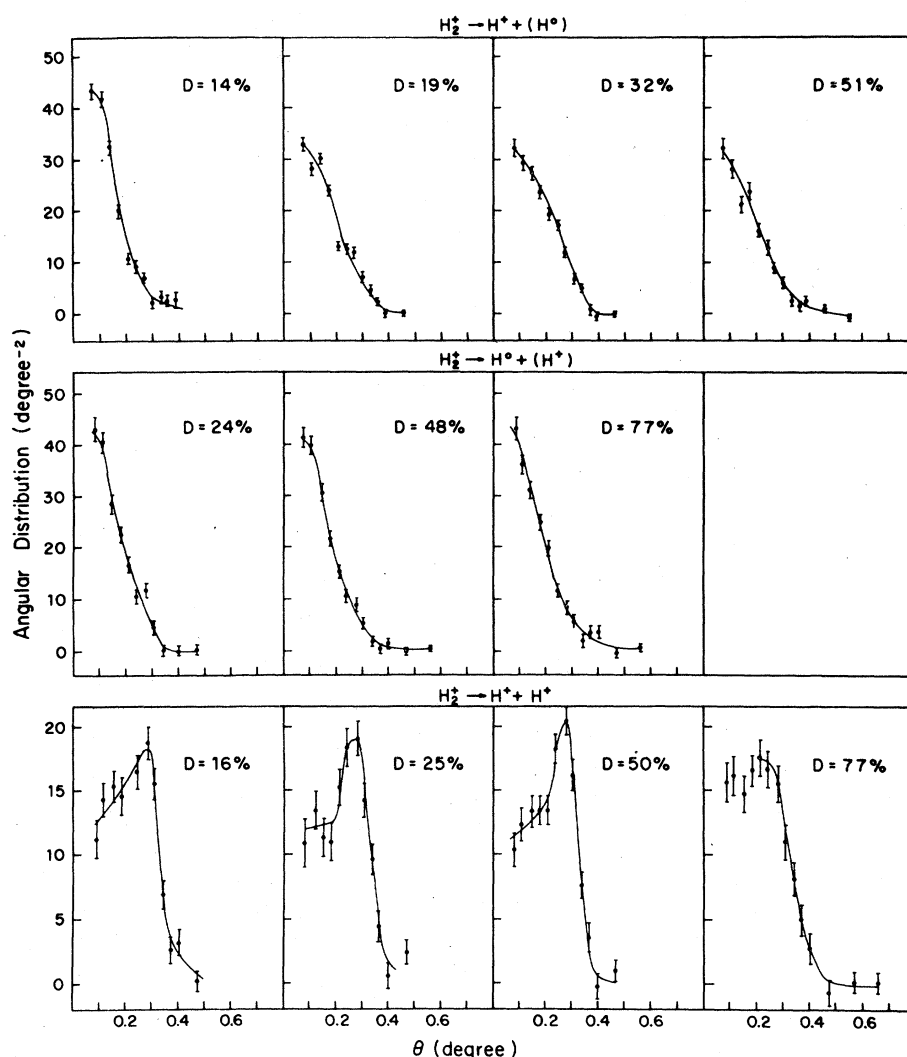 H₂⁺ → H⁺ + (H⁰)
D = 14%
D = 19%
D = 32%
D = 51%
50
40
30
20
10
0
H₂⁺ → H⁰ + (H⁺)
D = 24%
D = 48%
D = 77%
50
40
30
20
10
0
Angular Distribution (degree⁻²)
H₂⁺ → H⁺ + H⁺
D = 16%
D = 25%
D = 50%
D = 77%
20
15
10
5
0
0.2 0.4 0.6 0.2 0.4 0.6 0.2 0.4 0.6 0.2 0.4 0.6
θ (degree)